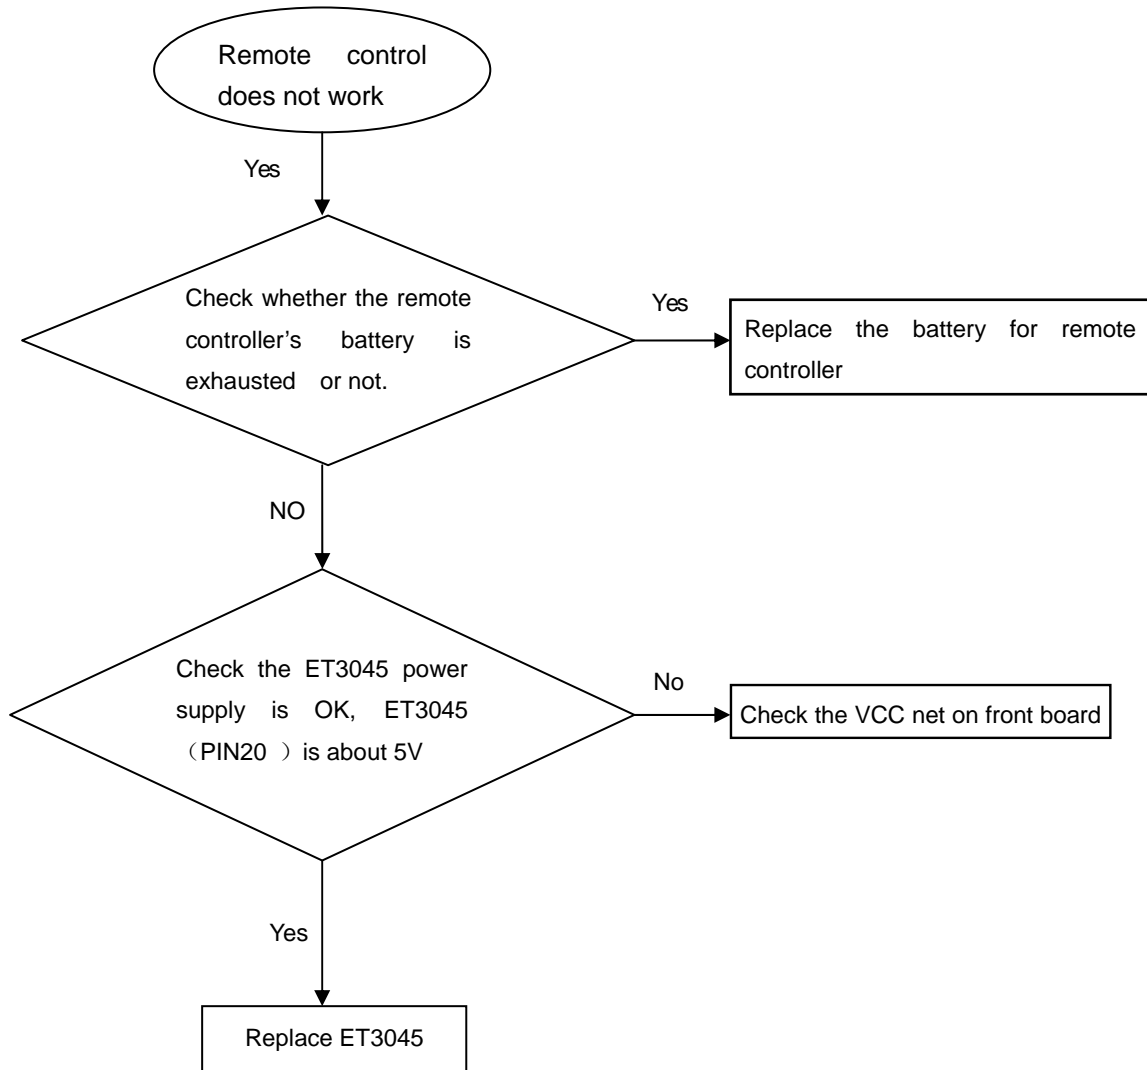 Remote control
does not work
Yes
Check whether the remote
controller's battery is
exhausted or not.
Yes
Replace the battery for remote
controller
NO
Check the ET3045 power
supply is OK, ET3045
（PIN20 ）is about 5V
No
Check the VCC net on front board
Yes
Replace ET3045